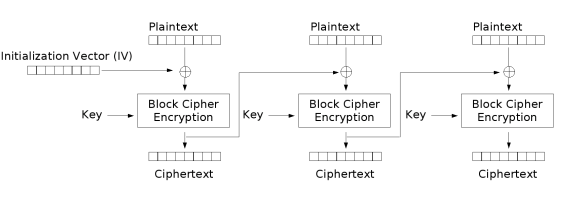 Plaintext
Plaintext
Plaintext
Initialization Vector (IV)
Key
Block Cipher
Encryption
Key
Block Cipher
Encryption
Key
Block Cipher
Encryption
Ciphertext
Ciphertext
Ciphertext